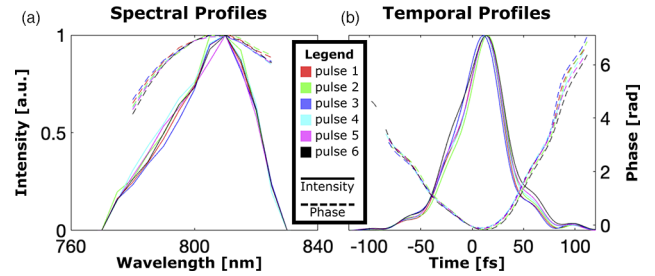 (a)
Spectral Profiles
(b)
Temporal Profiles
Intensity [a.u.]
1
0.5
0
760
800
840
Wavelength [nm]
Legend
pulse 1
pulse 2
pulse 3
pulse 4
pulse 5
pulse 6
Intensity
Phase
-100
-50
0
50
100
Time [fs]
6
4
2
0
Phase [rad]